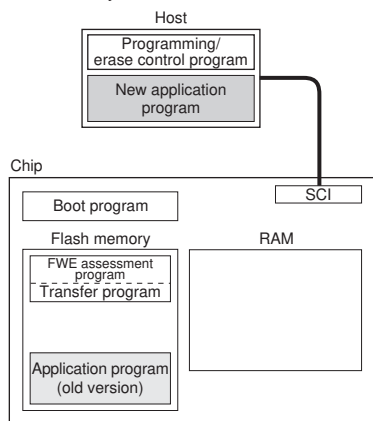 Host
Programming/
erase control program
New application
program
Chip
SCI
Boot program
Flash memory
RAM
FWE assessment
program
Transfer program
Application program
(old version)